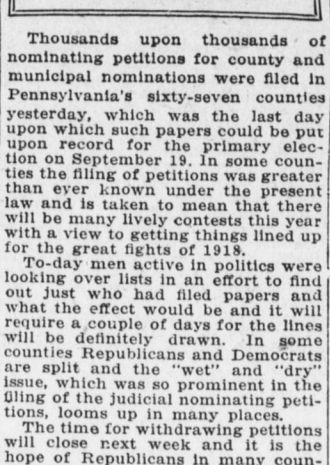 Thousands upon thousands of
nominating petitions for county and
municipal nominations were filed in
Pennsylvania's sixty-seven counties
yesterday, which was the last day
upon which such papers could be put
upon record for the primary elec-
tion on September 19. In some coun-
ties the filing of petitions was greater
than ever known under the present
law and is taken to mean that there
will be many lively contests this year
with a view to getting things lined up
for the great fights of 1918.
To-day men active in politics were
looking over lists in an effort to find
out just who had filed papers and
what the effect would be and it will
require a couple of days for the lines
will be definitely drawn. In some
counties Republicans and Democrats
are split and the "wet" and "dry"
issue, which was so prominent in the
filing of the judicial nominating peti-
tions, looms up in many places.
The time for withdrawing petitions
will close next week and it is the
hope of Republicans in many coun-